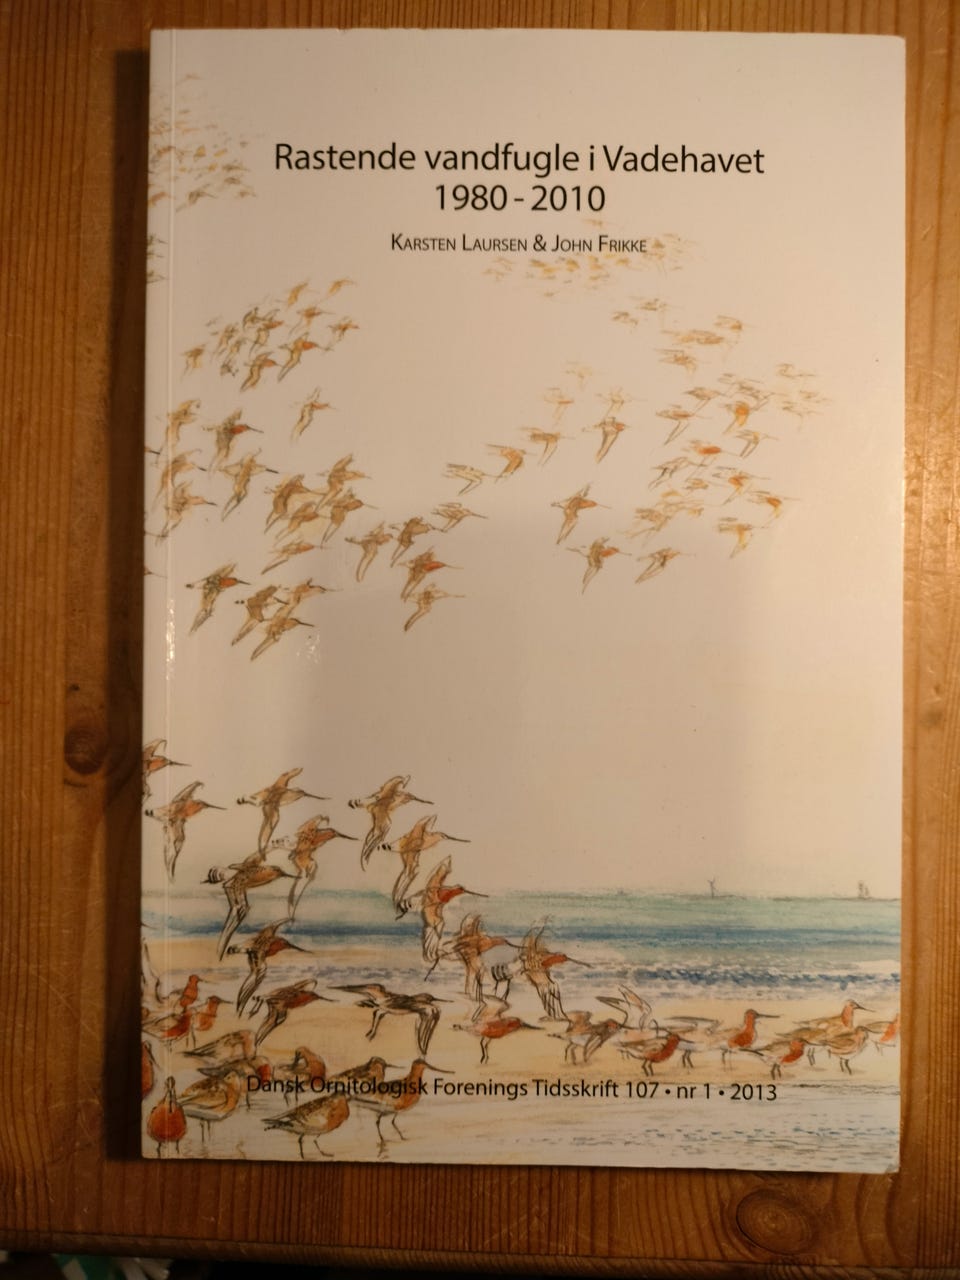 Rastende vandfugle i Vadehavet
1980 - 2010
Karsten Laursen & John Frikke
Dansk Ornitologisk Forenings Tidsskrift 107 • nr 1 • 2013